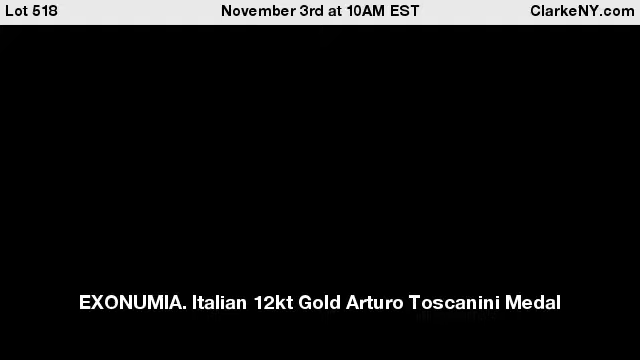 Lot 518 November 3rd at 10AM EST ClarkeNY.com
EXONUMIA. Italian 12kt Gold Arturo Toscanini Medal